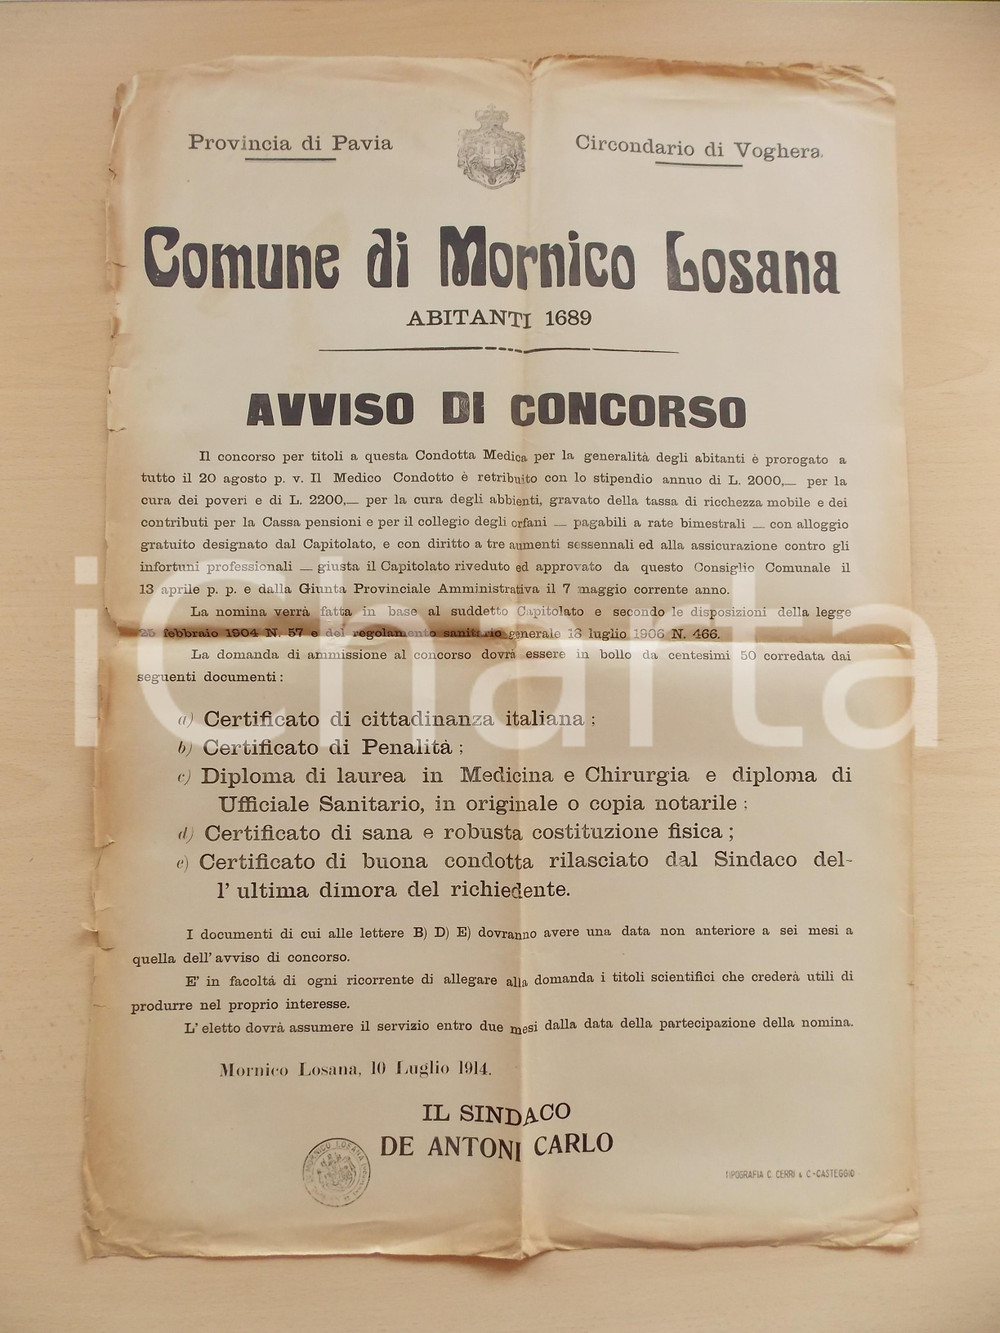 Provincia di Pavia
Circondario di Voghera.
Comune di Mornico Losana
ABITANTI 1689
AVVISO DI CONCORSO
Il concorso per titoli a questa Condotta Medica per la generalità degli abitanti è prorogato a
tutto il 20 agosto p. v. Il Medico Condotto è retribuito con lo stipendio annuo di L. 2000,— per la
cura dei poveri e di L. 2200,— per la cura degli abbienti, gravato della tassa di ricchezza mobile e dei
contributi per la Cassa pensioni e per il collegio degli orfani — pagabili a rate bimestrali — con alloggio
gratuito designato dal Capitolato, e con diritto a tre aumenti sessennali ed alla assicurazione contro gli
infortuni professionali — giusta il Capitolato riveduto ed approvato da questo Consiglio Comunale il
13 aprile p. p. e dalla Giunta Provinciale Amministrativa il 7 maggio corrente anno.
La nomina verrà fatta in base al suddetto Capitolato e secondo le disposizioni della legge
25 febbraio 1904 N. 57 e del regolamento sanitario generale 18 luglio 1906 N. 466.
La domanda di ammissione al concorso dovrà essere in bollo da centesimi 50 corredata dai
seguenti documenti:
a) Certificato di cittadinanza italiana;
b) Certificato di Penalità;
c) Diploma di laurea in Medicina e Chirurgia e diploma di
Ufficiale Sanitario, in originale o copia notarile;
d) Certificato di sana e robusta costituzione fisica;
e) Certificato di buona condotta rilasciato dal Sindaco del-
l' ultima dimora del richiedente.
I documenti di cui alle lettere B) D) E) dovranno avere una data non anteriore a sei mesi a
quella dell' avviso di concorso.
E' in facoltá di ogni ricorrente di allegare alla domanda i titoli scientifici che crederà utili di
produrre nel proprio interesse.
L' eletto dovrà assumere il servizio entro due mesi dalla data della partecipazione della nomina.
Mornico Losana, 10 Luglio 1914.
IL SINDACO
DE ANTONI CARLO
MORNICO LOSANA
TIPOGRAFIA C. CERRI & C.-CASTEGGIO
iCharta